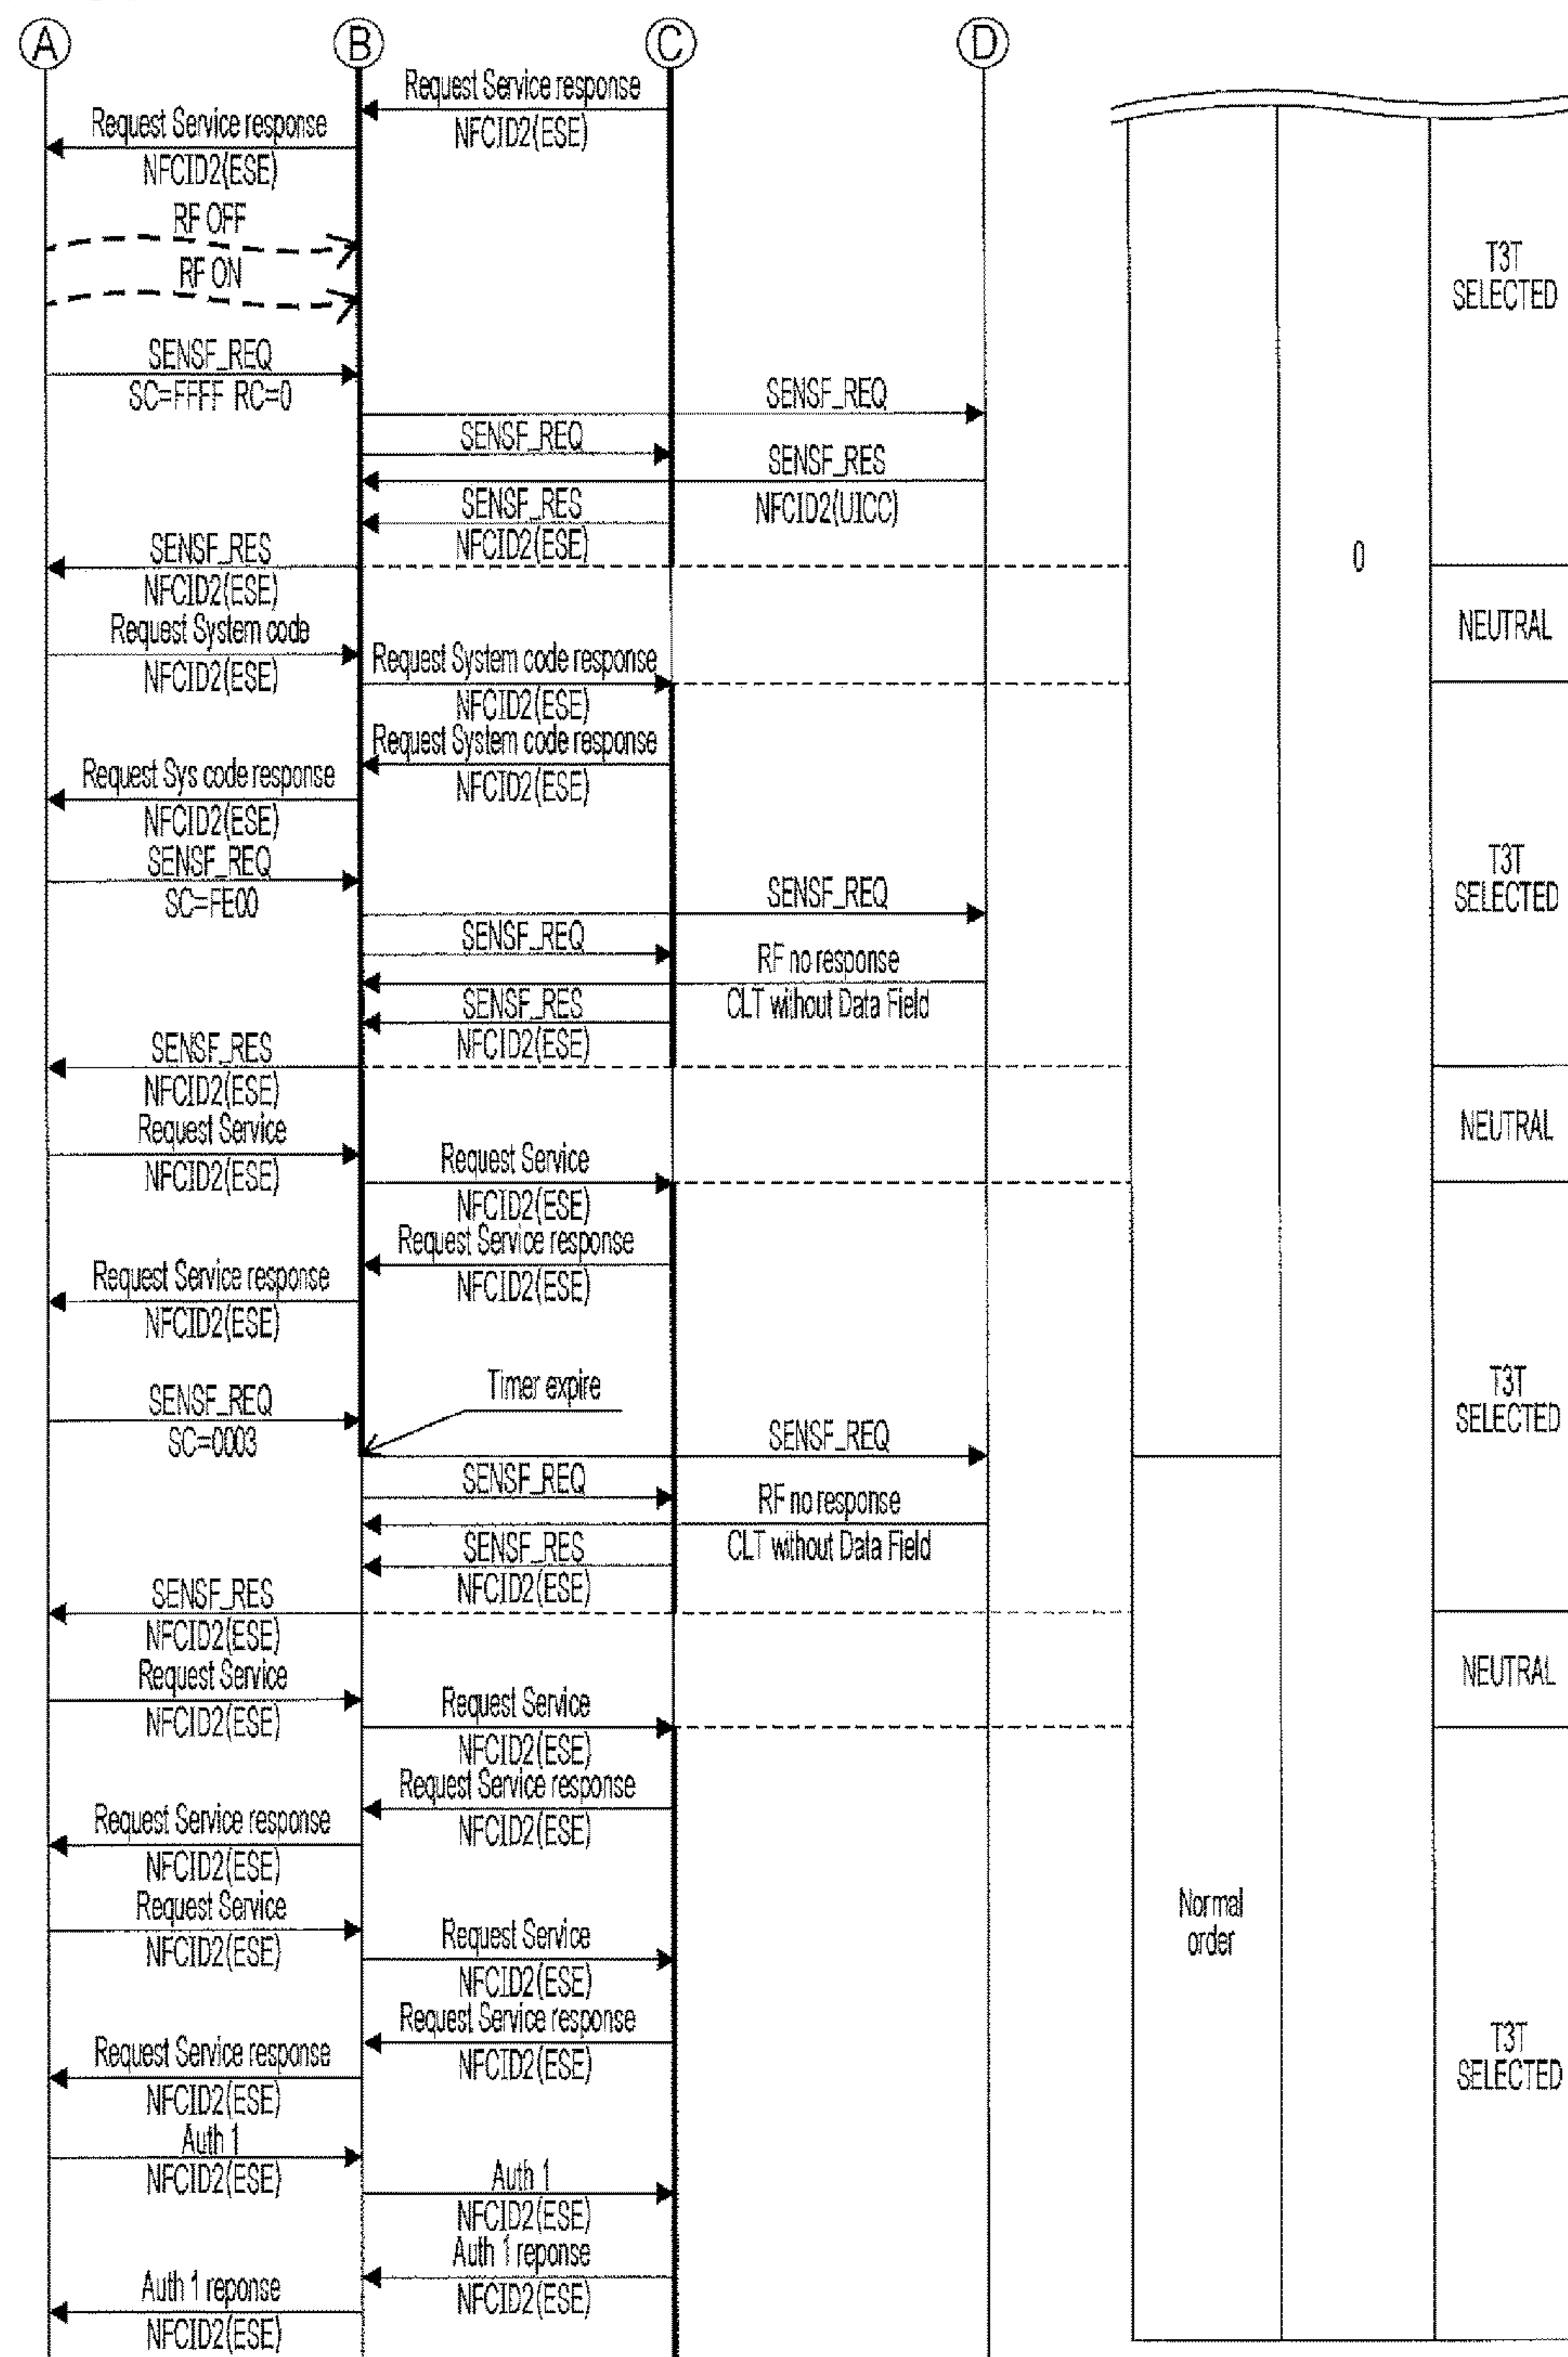 A
B
C
D
Request Service response
NFCID2(ESE)
Request Service response
NFCID2(ESE)
RF OFF
RF ON
T3T
SELECTED
SENSF_REQ
SC=FFFF RC=0
SENSF_REQ
SENSF_REQ
SENSF_RES
NFCID2(UICC)
SENSF_RES
NFCID2(ESE)
SENSF_RES
NFCID2(ESE)
0
Request System code
NFCID2(ESE)
NEUTRAL
Request System code response
NFCID2(ESE)
Request System code response
NFCID2(ESE)
Request Sys code response
NFCID2(ESE)
SENSF_REQ
SC=FE00
T3T
SELECTED
SENSF_REQ
SENSF_REQ
RF no response
CLT without Data Field
SENSF_RES
NFCID2(ESE)
SENSF_RES
NFCID2(ESE)
Request Service
NFCID2(ESE)
NEUTRAL
Request Service
NFCID2(ESE)
Request Service response
NFCID2(ESE)
Request Service response
NFCID2(ESE)
Timer expire
SENSF_REQ
SC=0003
T3T
SELECTED
SENSF_REQ
SENSF_REQ
RF no response
CLT without Data Field
SENSF_RES
NFCID2(ESE)
SENSF_RES
NFCID2(ESE)
Request Service
NFCID2(ESE)
NEUTRAL
Request Service
NFCID2(ESE)
Request Service response
NFCID2(ESE)
Request Service response
NFCID2(ESE)
Request Service
NFCID2(ESE)
Normal
order
Request Service
NFCID2(ESE)
Request Service response
NFCID2(ESE)
Request Service response
NFCID2(ESE)
T3T
SELECTED
Auth 1
NFCID2(ESE)
Auth 1
NFCID2(ESE)
Auth 1 reponse
NFCID2(ESE)
Auth 1 reponse
NFCID2(ESE)